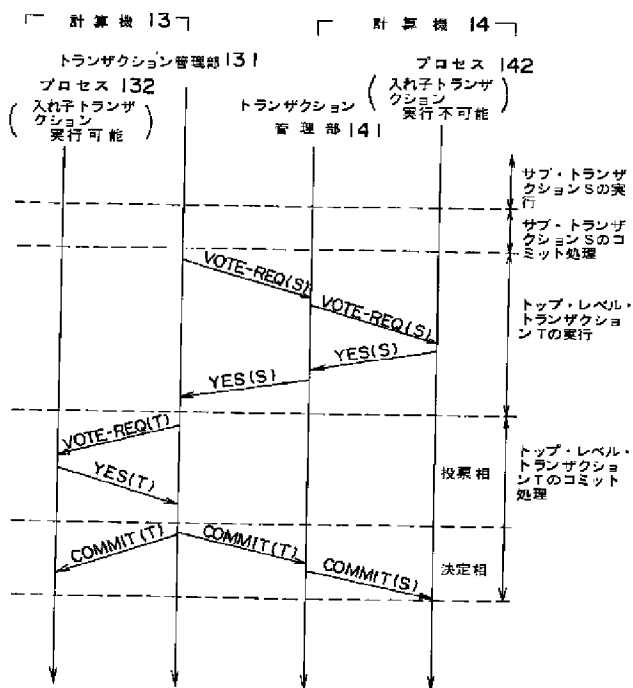 計算機 13
計算機 14
トランザクション管理部 131
プロセス 132
(入れ子トランザ
クション
実行可能)
トランザクション
管理部 141
プロセス 142
(入れ子トランザ
クション
実行不可能)
サブ・トランザ
クションSの実
行
サブ・トランザ
クションSのコ
ミット処理
VOTE-REQ(S)
VOTE-REQ(S)
YES(S)
YES(S)
トップ・レベル・
トランザクショ
ンTの実行
VOTE-REQ(T)
YES(T)
投票相
トップ・レベル・
トランザクショ
ンTのコミット
処理
COMMIT(T)
COMMIT(T)
COMMIT(S)
決定相